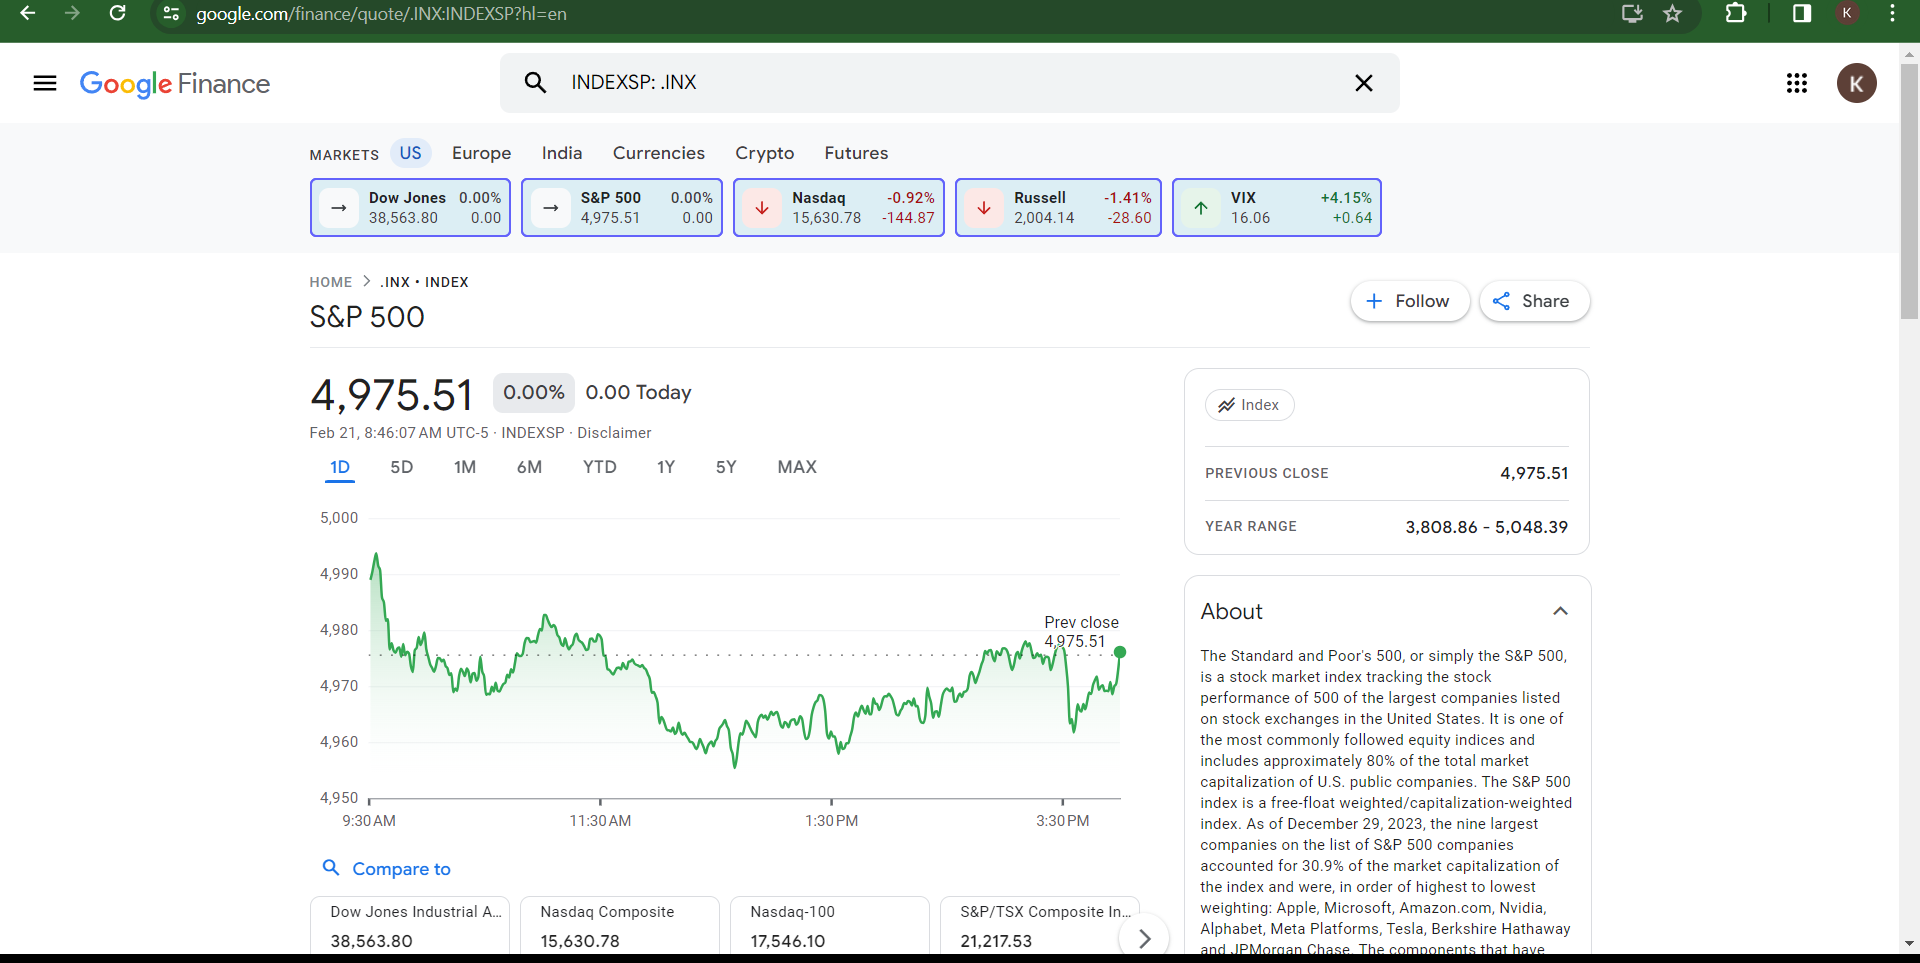 google.com/finance/quote/.INX:INDEXSP?hl=en
K
Google Finance
INDEXSP: .INX
K
MARKETS US Europe India Currencies Crypto Futures
Dow Jones 0.00%
38,563.80 0.00
S&P 500 0.00%
4,975.51 0.00
Nasdaq -0.92%
15,630.78 -144.87
Russell -1.41%
2,004.14 -28.60
VIX +4.15%
16.06 +0.64
HOME .INX • INDEX
S&P 500
Follow
Share
4,975.51 0.00% 0.00 Today
Feb 21, 8:46:07 AM UTC-5 · INDEXSP · Disclaimer
1D 5D 1M 6M YTD 1Y 5Y MAX
5,000
4,990
4,980
4,970
4,960
4,950
Prev close
4,975.51
9:30 AM 11:30 AM 1:30 PM 3:30 PM
Compare to
Dow Jones Industrial A...
38,563.80
Nasdaq Composite
15,630.78
Nasdaq-100
17,546.10
S&P/TSX Composite In...
21,217.53
Index
PREVIOUS CLOSE 4,975.51
YEAR RANGE 3,808.86 - 5,048.39
About
The Standard and Poor's 500, or simply the S&P 500,
is a stock market index tracking the stock
performance of 500 of the largest companies listed
on stock exchanges in the United States. It is one of
the most commonly followed equity indices and
includes approximately 80% of the total market
capitalization of U.S. public companies. The S&P 500
index is a free-float weighted/capitalization-weighted
index. As of December 29, 2023, the nine largest
companies on the list of S&P 500 companies
accounted for 30.9% of the market capitalization of
the index and were, in order of highest to lowest
weighting: Apple, Microsoft, Amazon.com, Nvidia,
Alphabet, Meta Platforms, Tesla, Berkshire Hathaway
and JPMorgan Chase. The components that have